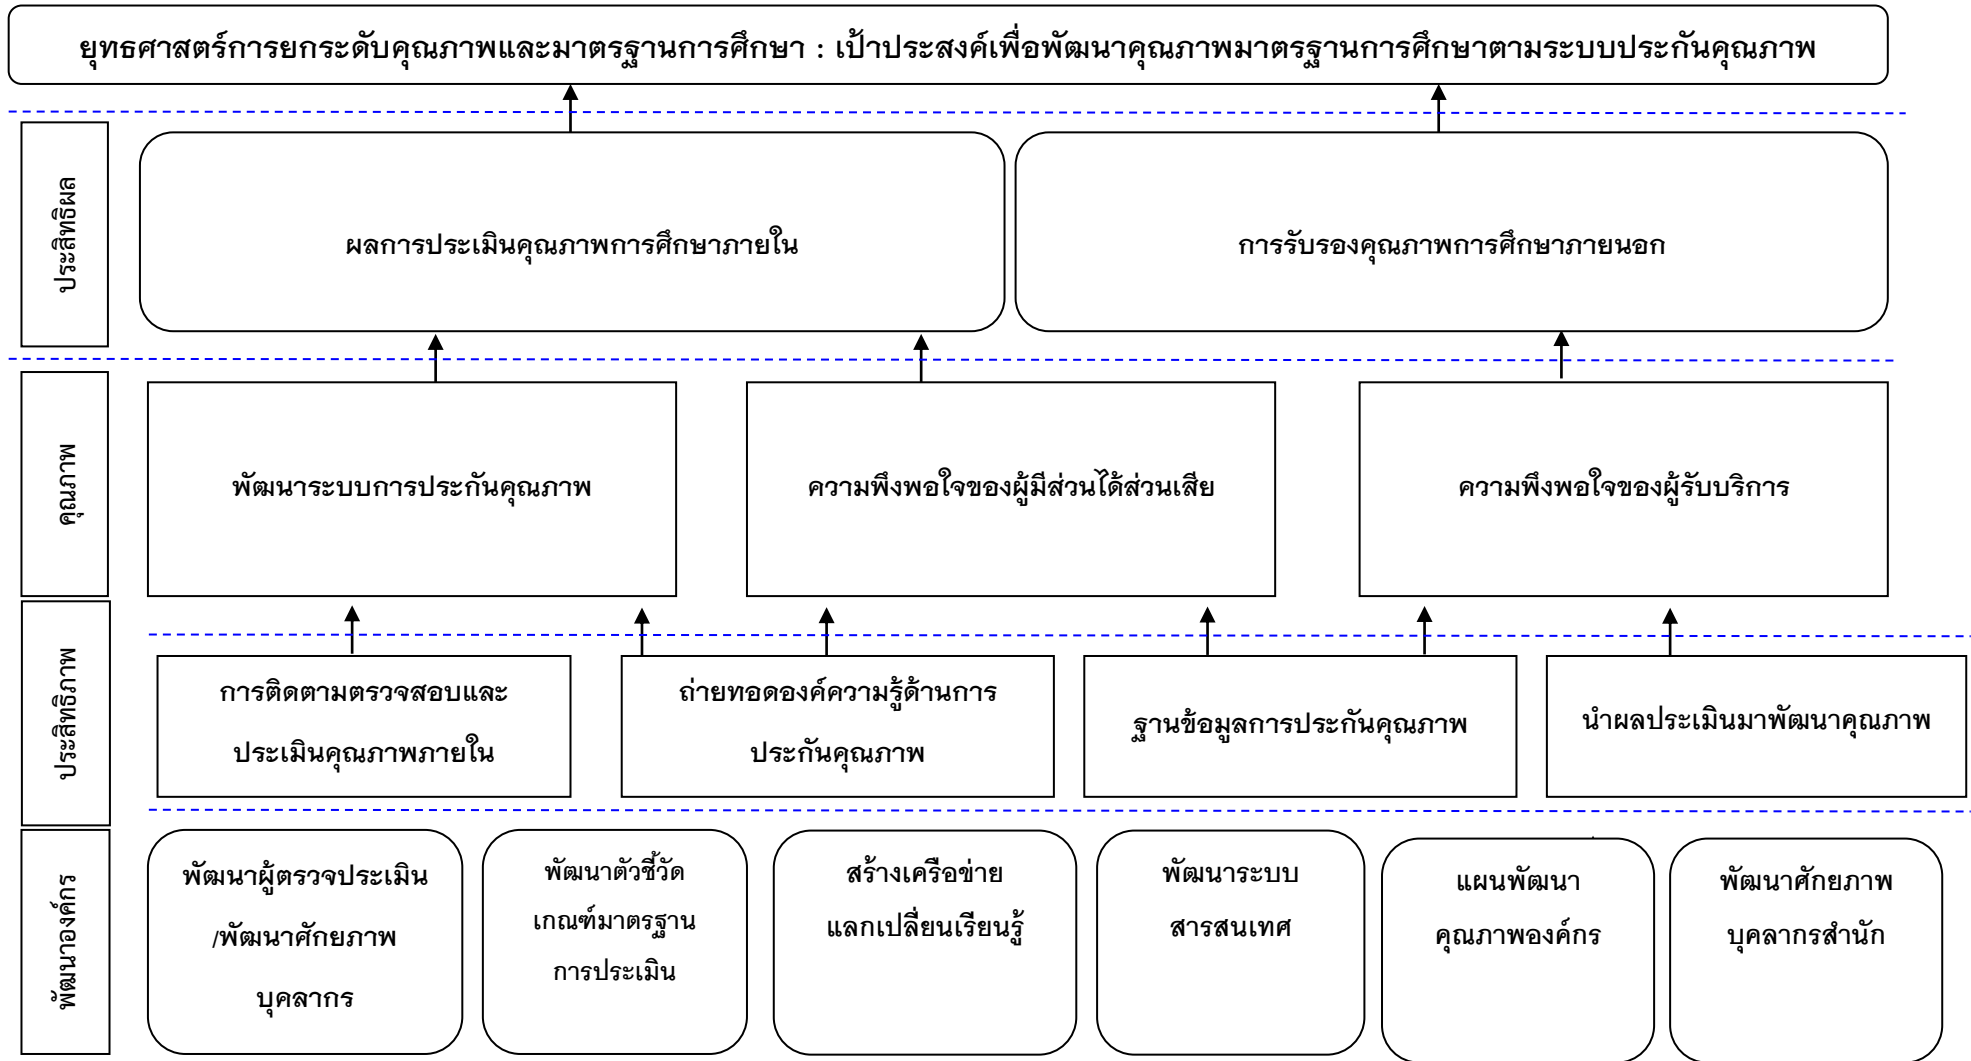 ยุทธศาสตร์การยกระดับคุณภาพและมาตรฐานการศึกษา : เป้าประสงค์เพื่อพัฒนาคุณภาพมาตรฐานการศึกษาตามระบบประกันคุณภาพ
ประสิทธิผล
ผลการประเมินคุณภาพการศึกษาภายใน
การรับรองคุณภาพการศึกษาภายนอก
คุณภาพ
พัฒนาระบบการประกันคุณภาพ
ความพึงพอใจของผู้มีส่วนได้ส่วนเสีย
ความพึงพอใจของผู้รับบริการ
ประสิทธิภาพ
การติดตามตรวจสอบและ
ประเมินคุณภาพภายใน
ถ่ายทอดองค์ความรู้ด้านการ
ประกันคุณภาพ
ฐานข้อมูลการประกันคุณภาพ
นำผลประเมินมาพัฒนาคุณภาพ
พัฒนาองค์กร
พัฒนาผู้ตรวจประเมิน
/พัฒนาศักยภาพ
บุคลากร
พัฒนาตัวชี้วัด
เกณฑ์มาตรฐาน
การประเมิน
สร้างเครือข่าย
แลกเปลี่ยนเรียนรู้
พัฒนาระบบ
สารสนเทศ
แผนพัฒนา
คุณภาพองค์กร
พัฒนาศักยภาพ
บุคลากรสำนัก